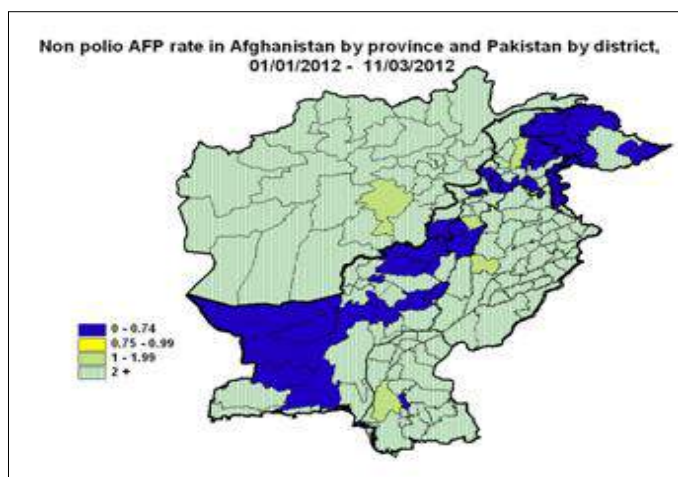 Non polio AFP rate in Afghanistan by province and Pakistan by district,
01/01/2012 - 11/03/2012
0 - 0.74
0.75 - 0.99
1 - 1.99
2 +